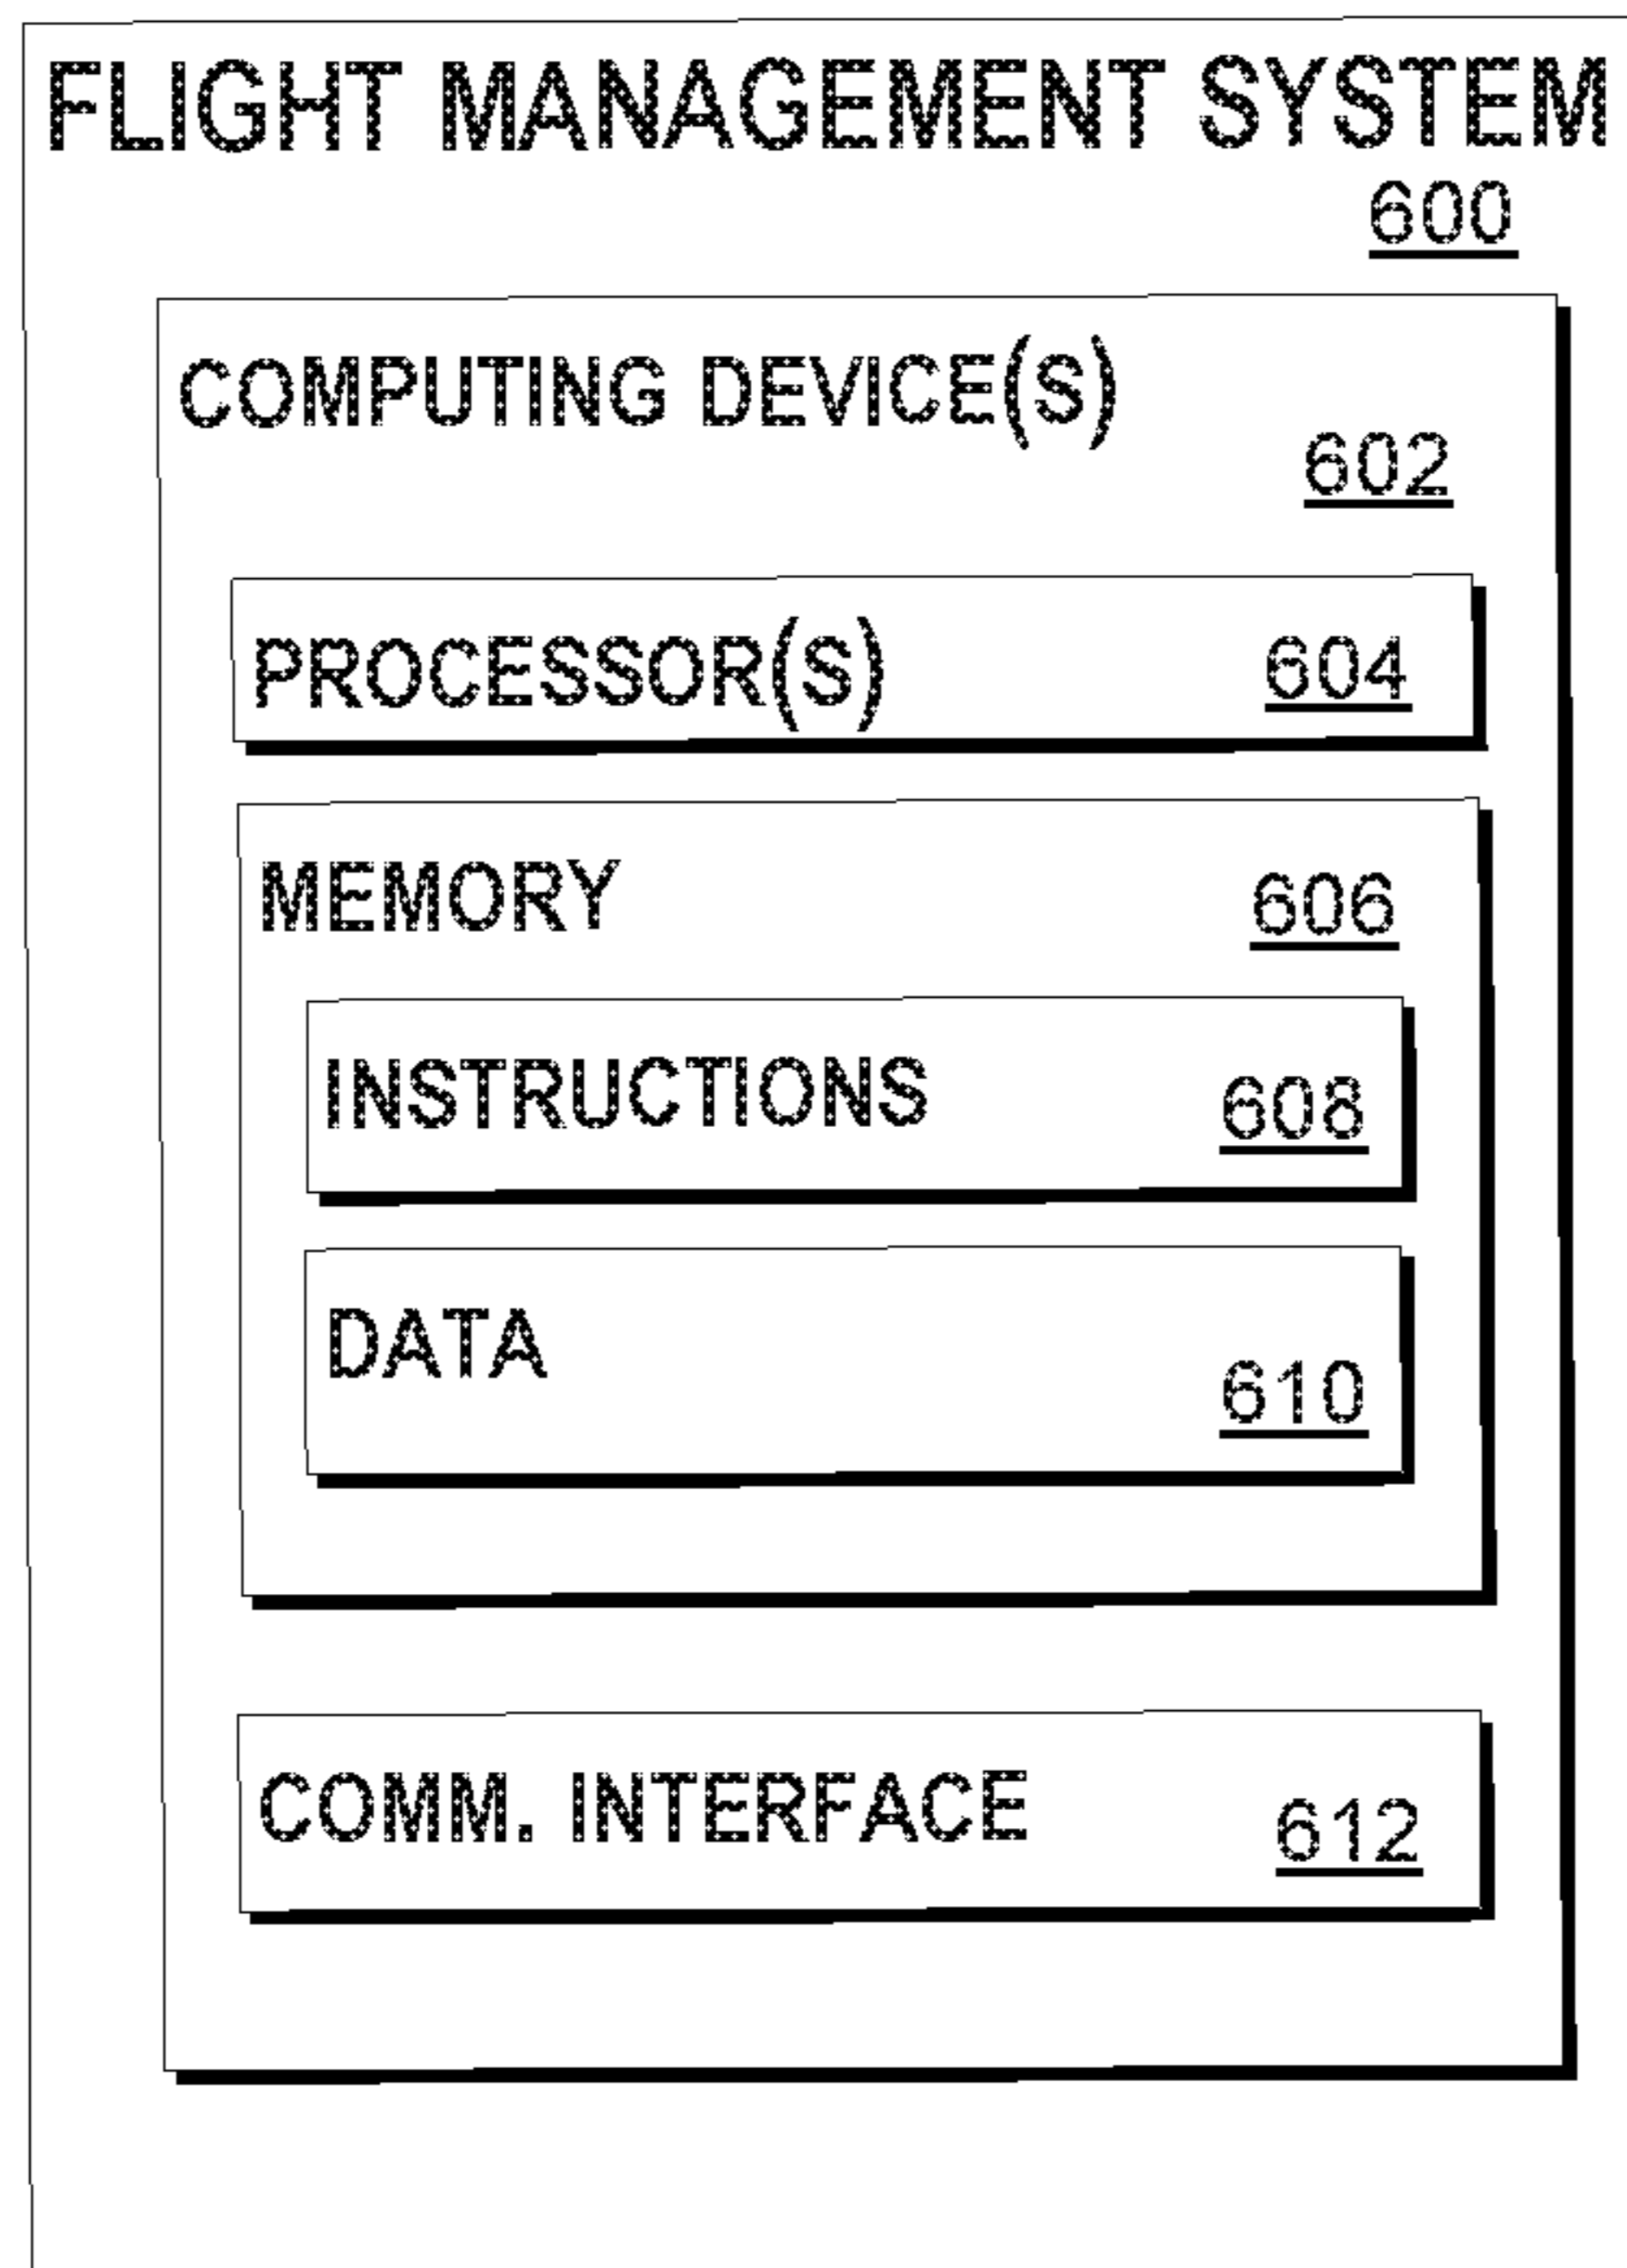 FLIGHT MANAGEMENT SYSTEM
600
COMPUTING DEVICE(S)
602
PROCESSOR(S) 604
MEMORY 606
INSTRUCTIONS 608
DATA 610
COMM. INTERFACE 612